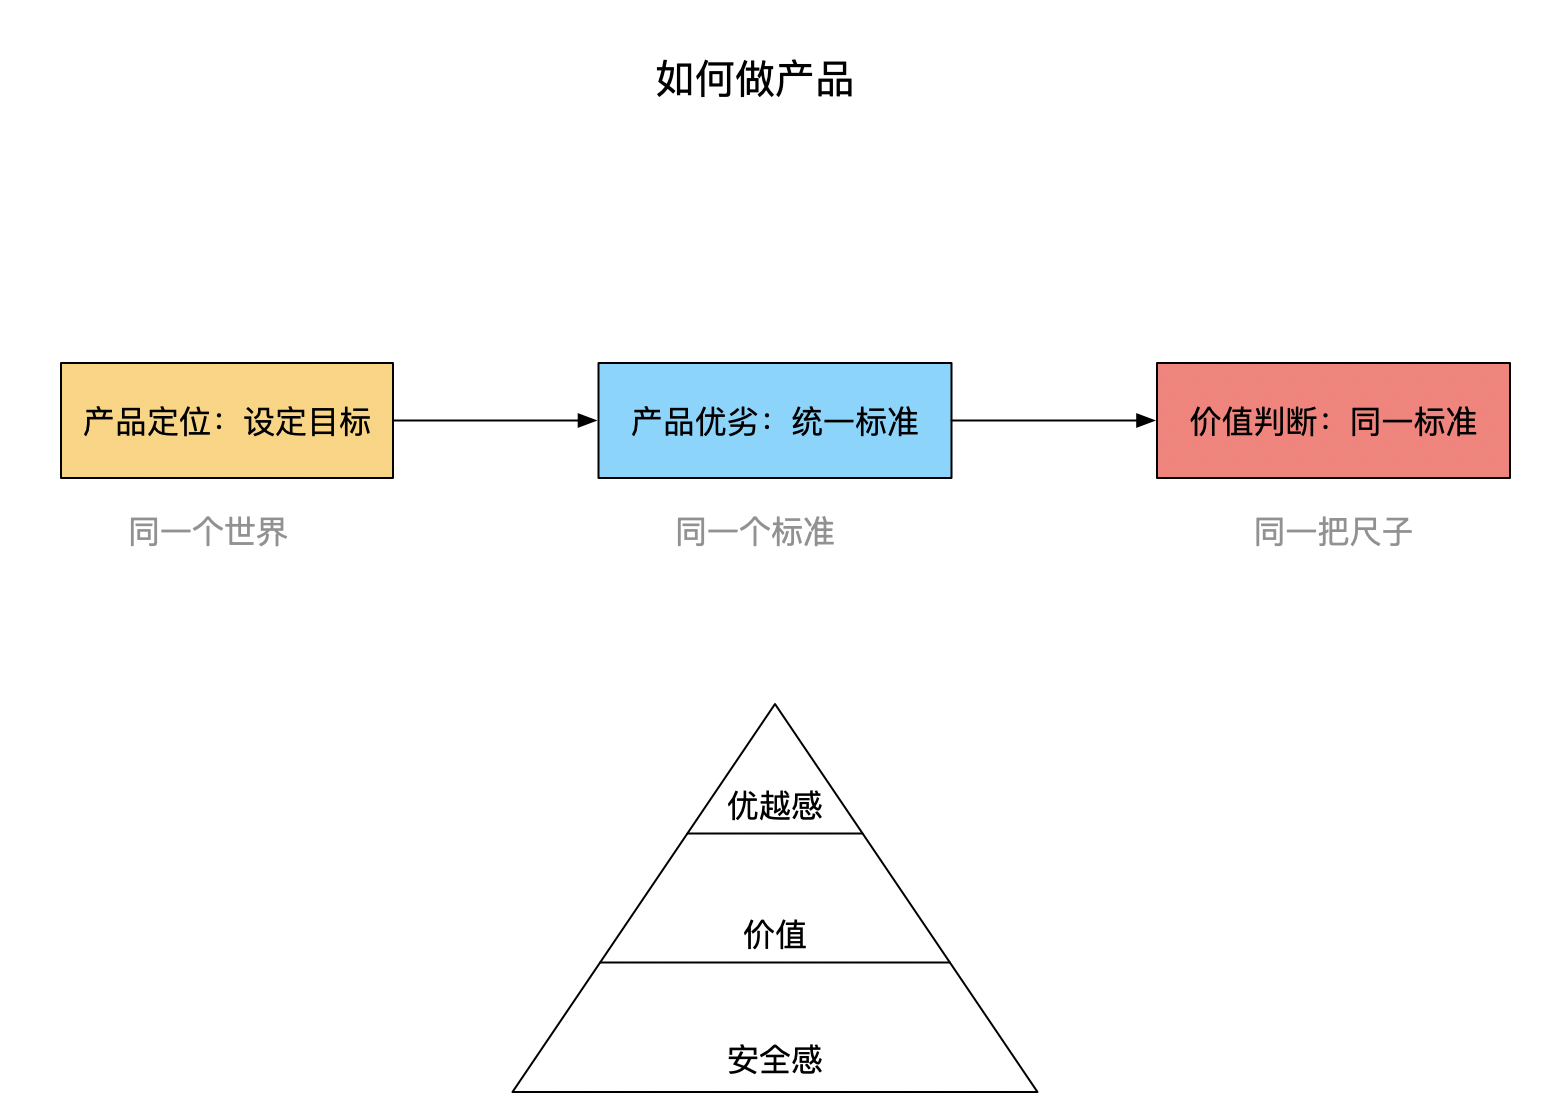 如何做产品
产品定位：设定目标
产品优劣：统一标准
价值判断：同一标准
同一个世界
同一个标准
同一把尺子
优越感
价值
安全感